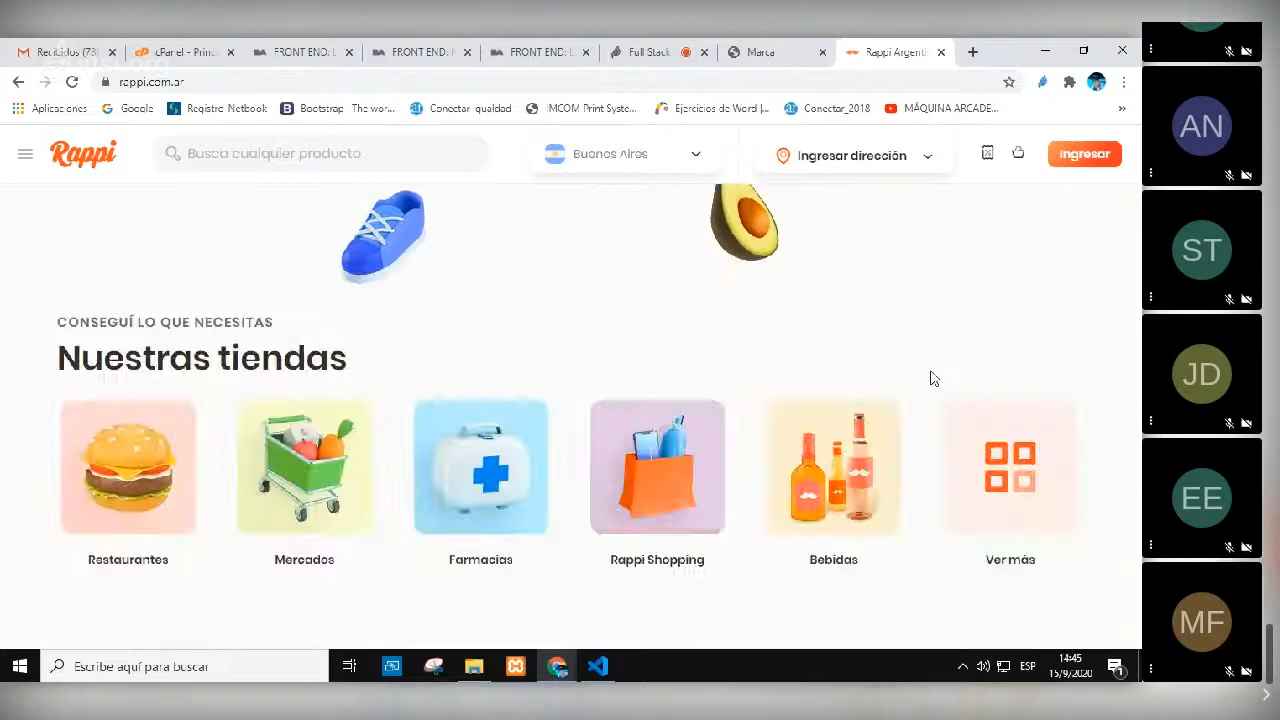 Recibidos (78)
cPanel - Princ
FRONT END: L
FRONT END: I
FRONT END: L
Full Stack
Marca
Rappi Argentin
rappi.com.ar
Aplicaciones
Google
Registro Netbook
Bootstrap · The wor...
Conectar_igualdad
IMCOM Print Syste...
Ejercicios de Word |...
Conectar_2018
MÁQUINA ARCADE...
»
Rappi
Busca cualquier producto
Buenos Aires
Ingresar dirección
Ingresar
CONSEGUÍ LO QUE NECESITAS
Nuestras tiendas
Restaurantes
Mercados
Farmacias
Rappi Shopping
Bebidas
Ver más
Escribe aquí para buscar
ESP
14:45
15/9/2020
1
AN
ST
JD
EE
MF